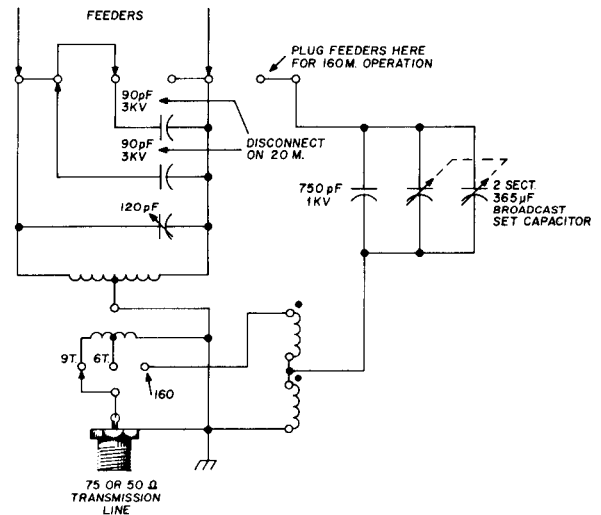 FEEDERS
PLUG FEEDERS HERE
FOR 160M. OPERATION
90pF
3KV
DISCONNECT
ON 20 M.
90pF
3KV
750 pF
1KV
2 SECT.
365µF
BROADCAST
SET CAPACITOR
120pF
9T.
6T.
160
75 OR 50 Ω
TRANSMISSION
LINE